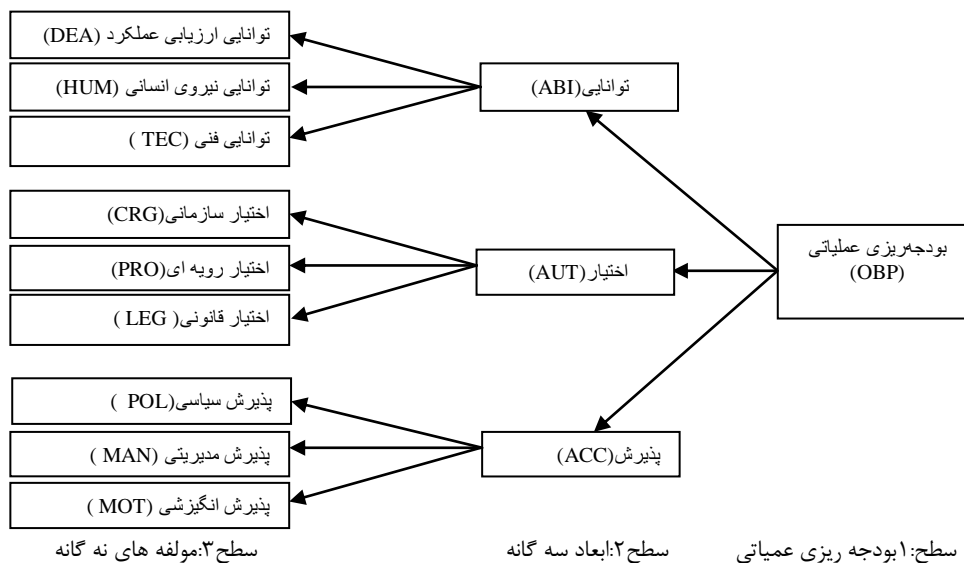 توانایی ارزیابی عملکرد (DEA)
توانایی نیروی انسانی (HUM)
توانایی فنی (TEC )
توانایی(ABI)
اختیار سازمانی(CRG)
اختیار رویه ای(PRO)
اختیار قانونی( LEG )
اختیار(AUT)
بودجه‌ریزی عملیاتی
(OBP)
پذیرش سیاسی(POL )
پذیرش مدیریتی (MAN )
پذیرش انگیزشی (MOT )
پذیرش(ACC)
سطح۱:بودجه ریزی عمیاتی
سطح۲:ابعاد سه گانه
سطح۳:مولفه های نه گانه